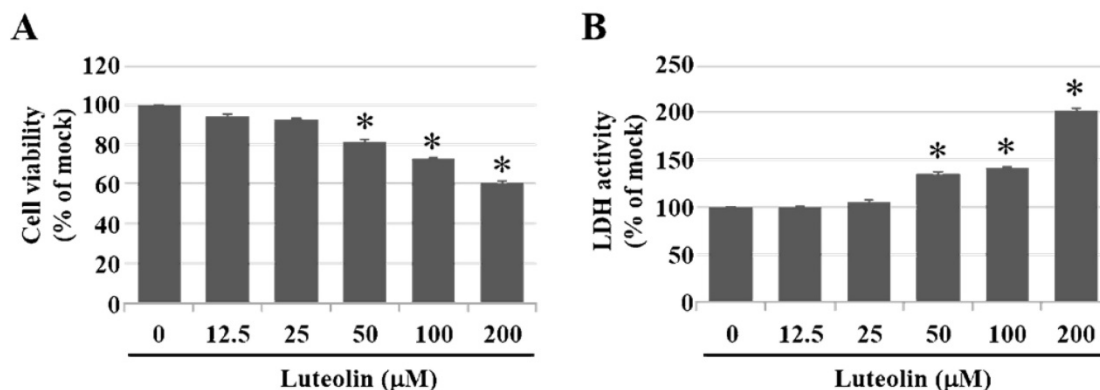 A
Cell viability
(% of mock)
120
100
80
60
40
20
0
* * *
0 12.5 25 50 100 200
Luteolin (μM)
B
LDH activity
(% of mock)
250
200
150
100
50
0
* * *
0 12.5 25 50 100 200
Luteolin (μM)